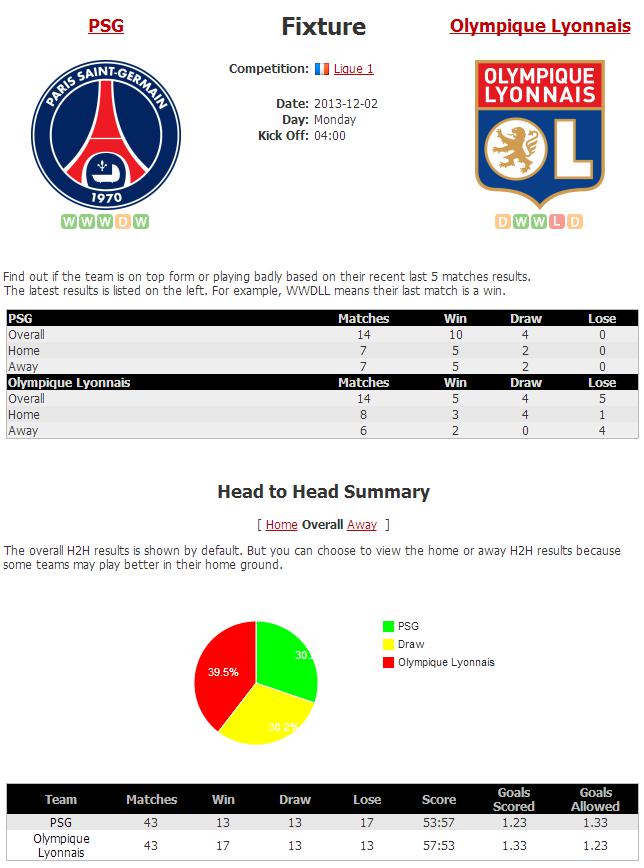 PSG
Fixture
Olympique Lyonnais
Competition: Ligue 1
Date: 2013-12-02
Day: Monday
Kick Off: 04:00
PARIS SAINT-GERMAIN
1970
OLYMPIQUE
LYONNAIS
OL
W W W D W
D W W L D
Find out if the team is on top form or playing badly based on their recent last 5 matches results.
The latest results is listed on the left. For example, WWDLL means their last match is a win.
PSG Matches Win Draw Lose
Overall 14 10 4 0
Home 7 5 2 0
Away 7 5 2 0
Olympique Lyonnais Matches Win Draw Lose
Overall 14 5 4 5
Home 8 3 4 1
Away 6 2 0 4
Head to Head Summary
[ Home Overall Away ]
The overall H2H results is shown by default. But you can choose to view the home or away H2H results because
some teams may play better in their home ground.
PSG
Draw
Olympique Lyonnais
39.5%
30.2%
Team Matches Win Draw Lose Score Goals Scored Goals Allowed
PSG 43 13 13 17 53:57 1.23 1.33
Olympique Lyonnais 43 17 13 13 57:53 1.33 1.23